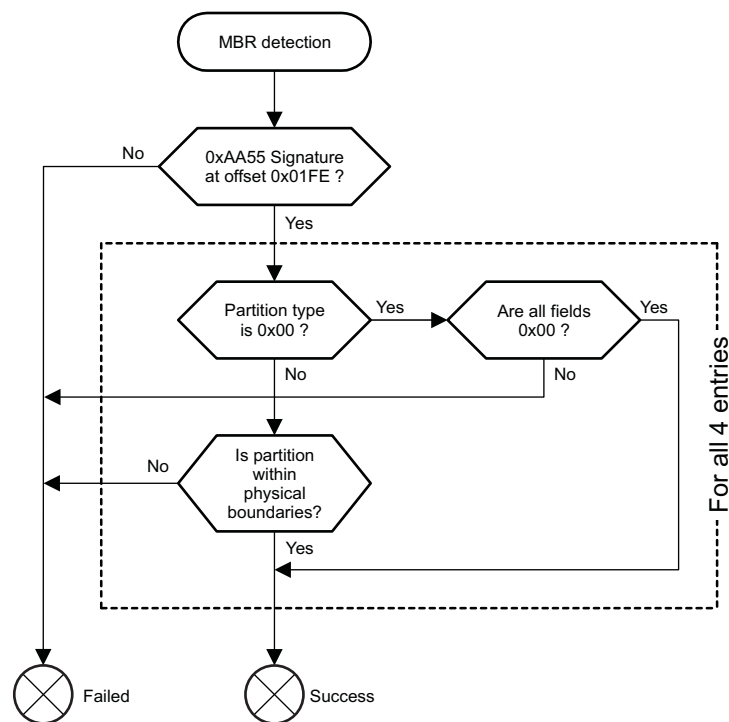 MBR detection
No
0xAA55 Signature
at offset 0x01FE ?
Yes
Partition type
is 0x00 ?
Yes
Are all fields
0x00 ?
Yes
No
No
No
Is partition
within
physical
boundaries?
Yes
For all 4 entries
Failed
Success